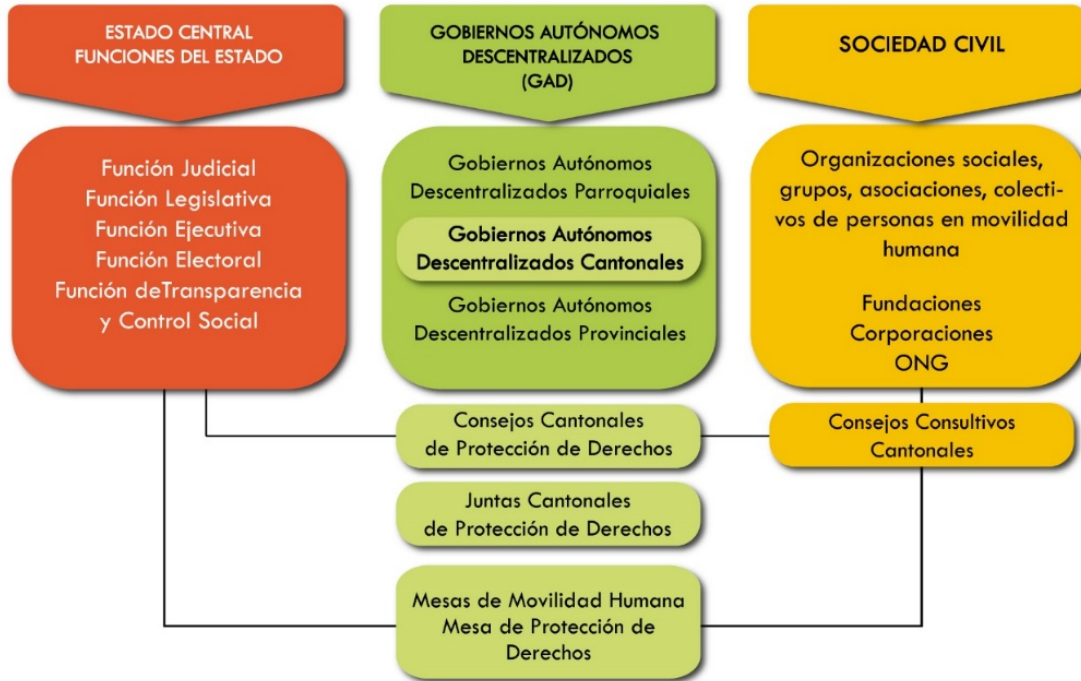 ESTADO CENTRAL
FUNCIONES DEL ESTADO
Función Judicial
Función Legislativa
Función Ejecutiva
Función Electoral
Función deTransparencia
y Control Social
GOBIERNOS AUTÓNOMOS
DESCENTRALIZADOS
(GAD)
Gobiernos Autónomos
Descentralizados Parroquiales
Gobiernos Autónomos
Descentralizados Cantonales
Gobiernos Autónomos
Descentralizados Provinciales
SOCIEDAD CIVIL
Organizaciones sociales,
grupos, asociaciones, colecti-
vos de personas en movilidad
humana
Fundaciones
Corporaciones
ONG
Consejos Cantonales
de Protección de Derechos
Consejos Consultivos
Cantonales
Juntas Cantonales
de Protección de Derechos
Mesas de Movilidad Humana
Mesa de Protección de
Derechos